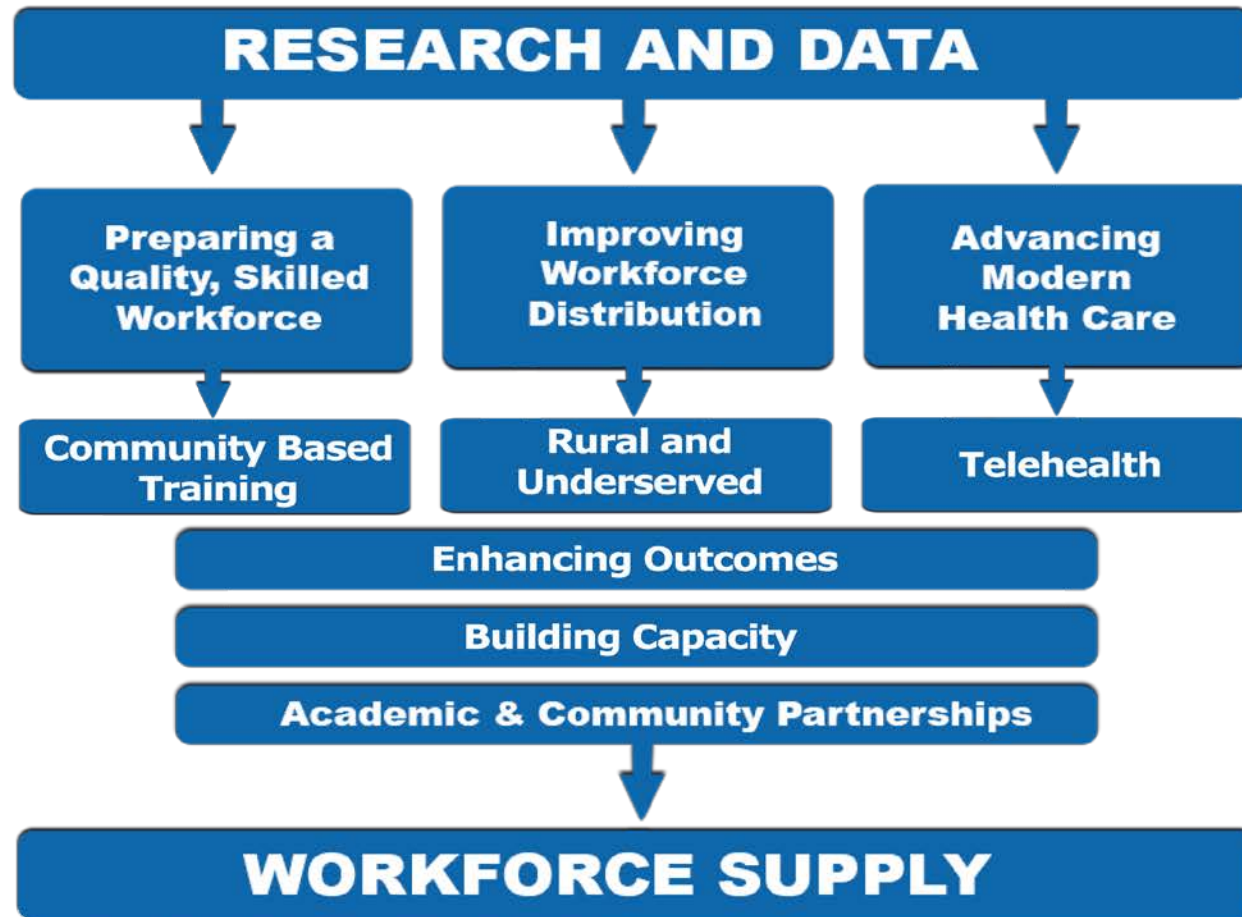 RESEARCH AND DATA
Preparing a
Quality, Skilled
Workforce
Improving
Workforce
Distribution
Advancing
Modern
Health Care
Community Based
Training
Rural and
Underserved
Telehealth
Enhancing Outcomes
Building Capacity
Academic & Community Partnerships
WORKFORCE SUPPLY